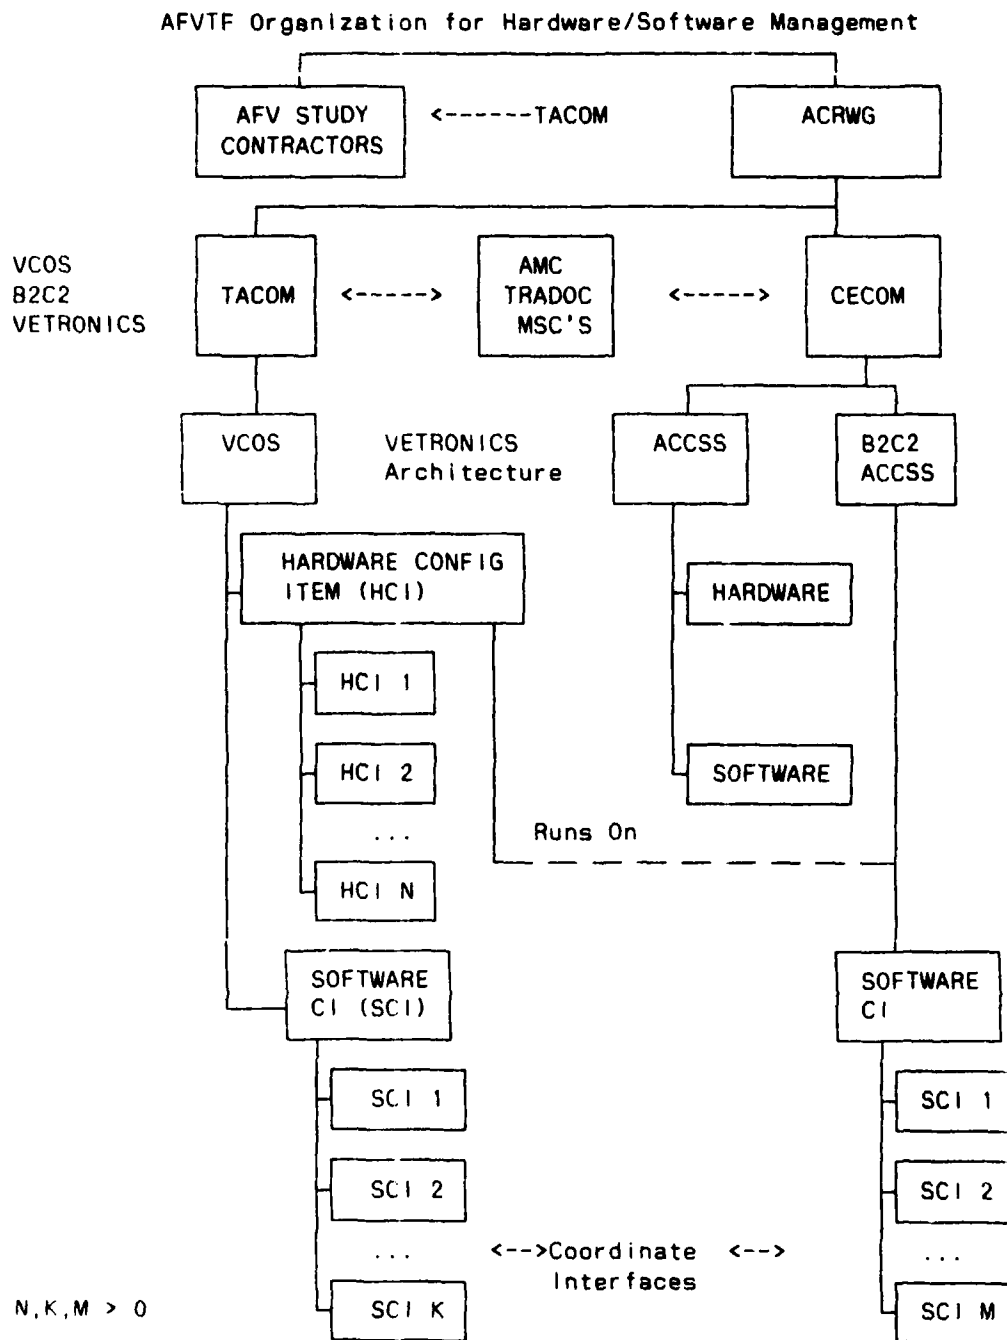 AFVTF Organization for Hardware/Software Management
AFV STUDY
CONTRACTORS
<------TACOM
ACRWG
VCOS
B2C2
VETRONICS
TACOM
<----->
AMC
TRADOC
MSC'S
<----->
CECOM
VCOS
VETRONICS
Architecture
ACCSS
B2C2
ACCSS
HARDWARE CONFIG
ITEM (HCI)
HARDWARE
HCI 1
HCI 2
SOFTWARE
...
Runs On
HCI N
SOFTWARE
CI (SCI)
SOFTWARE
CI
SCI 1
SCI 1
SCI 2
SCI 2
...
<-->Coordinate <-->
Interfaces
...
N,K,M > 0
SCI K
SCI M